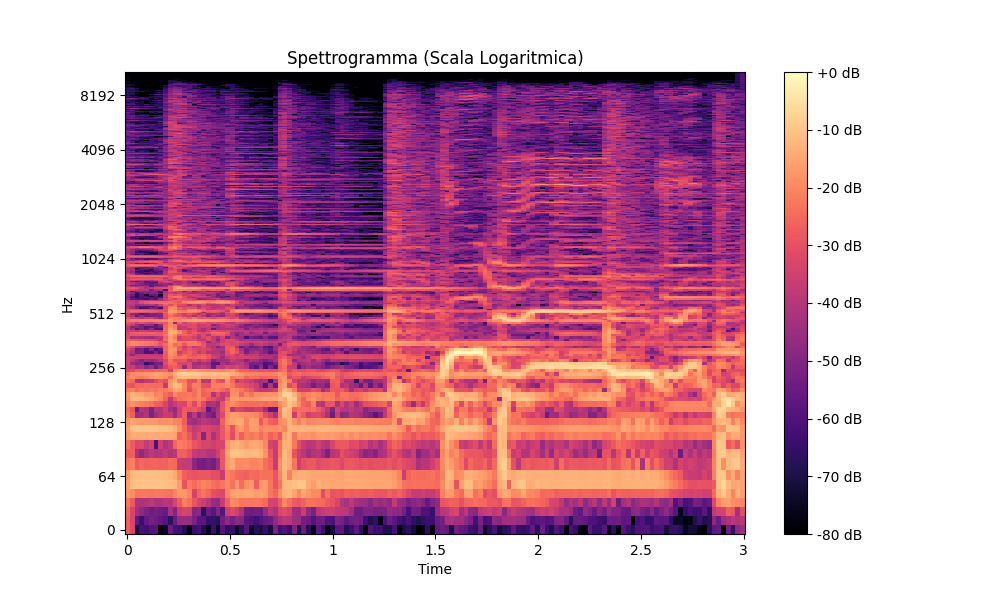 Spettrogramma (Scala Logaritmica)
Hz
8192
4096
2048
1024
512
256
128
64
0
0
0.5
1
1.5
2
2.5
3
Time
+0 dB
-10 dB
-20 dB
-30 dB
-40 dB
-50 dB
-60 dB
-70 dB
-80 dB